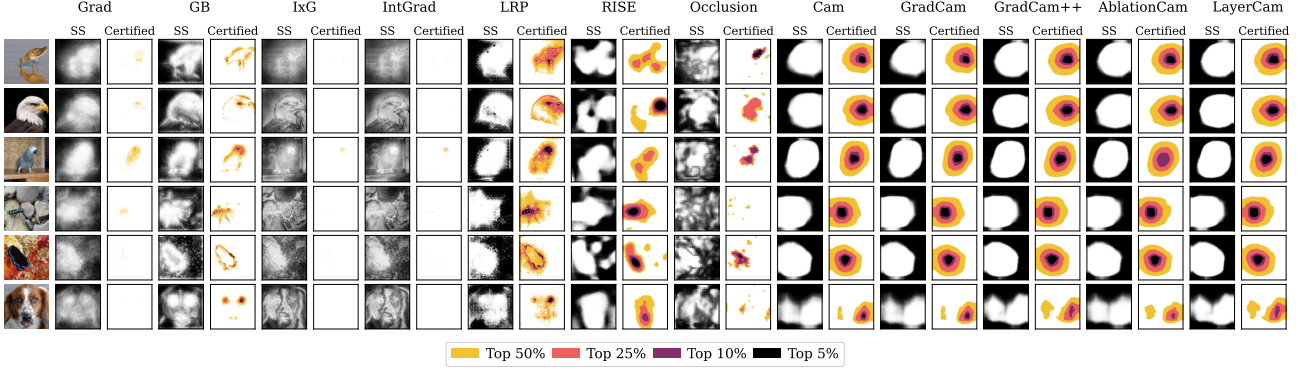 Grad GB IxG IntGrad LRP RISE Occlusion Cam GradCam GradCam++ AblationCam LayerCam
SS Certified SS Certified SS Certified SS Certified SS Certified SS Certified SS Certified SS Certified SS Certified SS Certified SS Certified SS Certified
Top 50% Top 25% Top 10% Top 5%